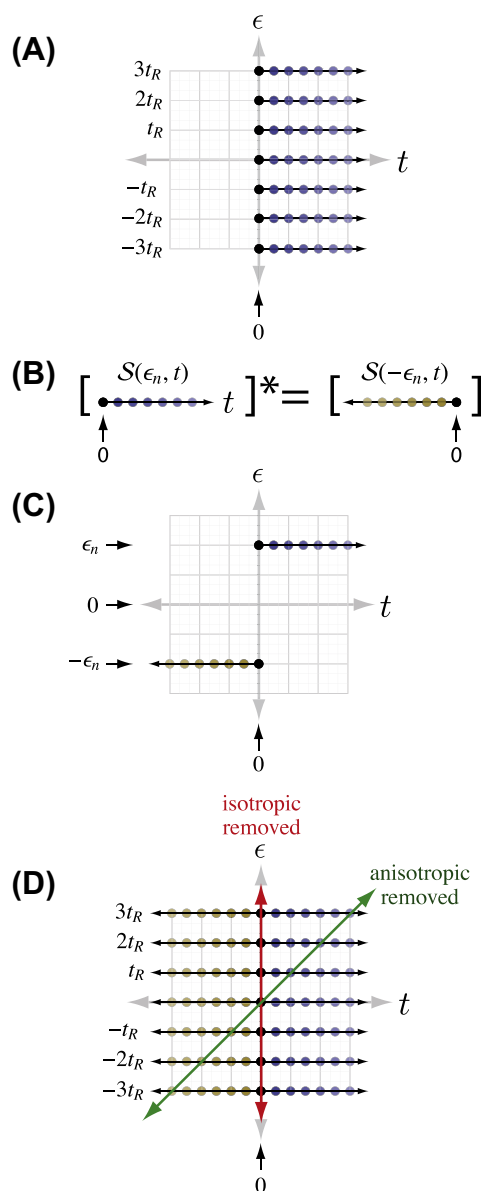 (A)
ϵ
3t_R
2t_R
t_R
t
−t_R
−2t_R
−3t_R
0
(B)
[ S(ϵ_n, t) t ]* = [ S(−ϵ_n, t) ]
0 0
(C)
ϵ
ϵ_n
0
t
−ϵ_n
0
(D)
isotropic
removed
ϵ
anisotropic
removed
3t_R
2t_R
t_R
t
−t_R
−2t_R
−3t_R
0